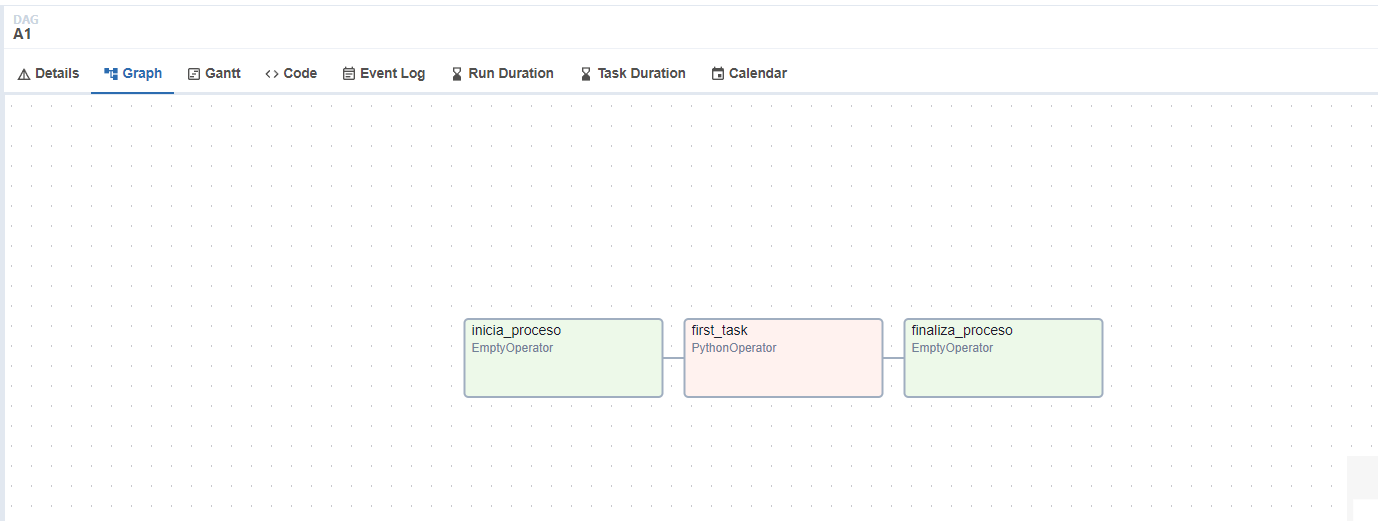 DAG
A1
Details Graph Gantt Code Event Log Run Duration Task Duration Calendar
inicia_proceso
EmptyOperator
first_task
PythonOperator
finaliza_proceso
EmptyOperator